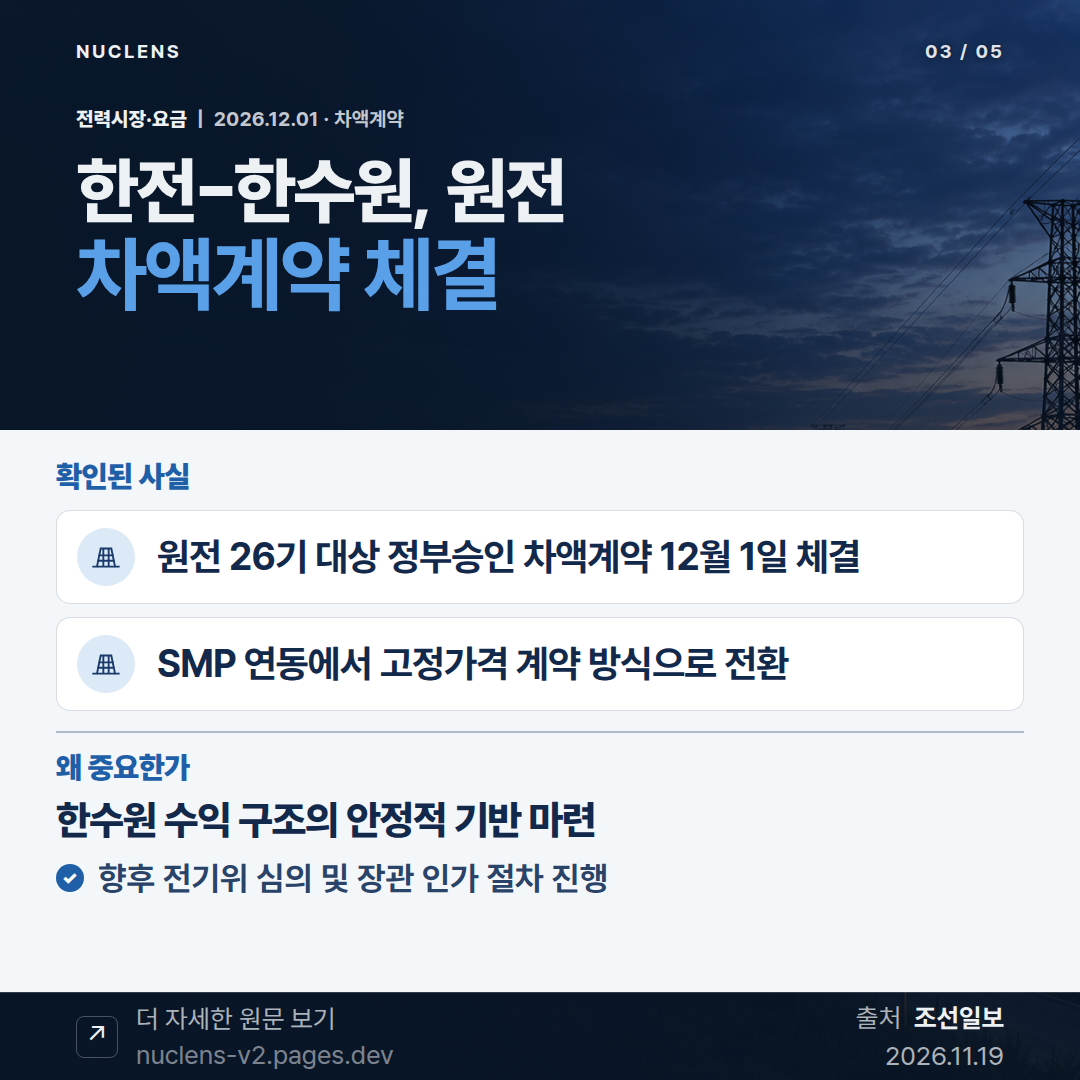 NUCLENS
03 / 05
전력시장·요금 | 2026.12.01 · 차액계약
한전–한수원, 원전
차액계약 체결
확인된 사실
원전 26기 대상 정부승인 차액계약 12월 1일 체결
SMP 연동에서 고정가격 계약 방식으로 전환
왜 중요한가
한수원 수익 구조의 안정적 기반 마련
향후 전기위 심의 및 장관 인가 절차 진행
더 자세한 원문 보기
nuclens-v2.pages.dev
출처 조선일보
2026.11.19